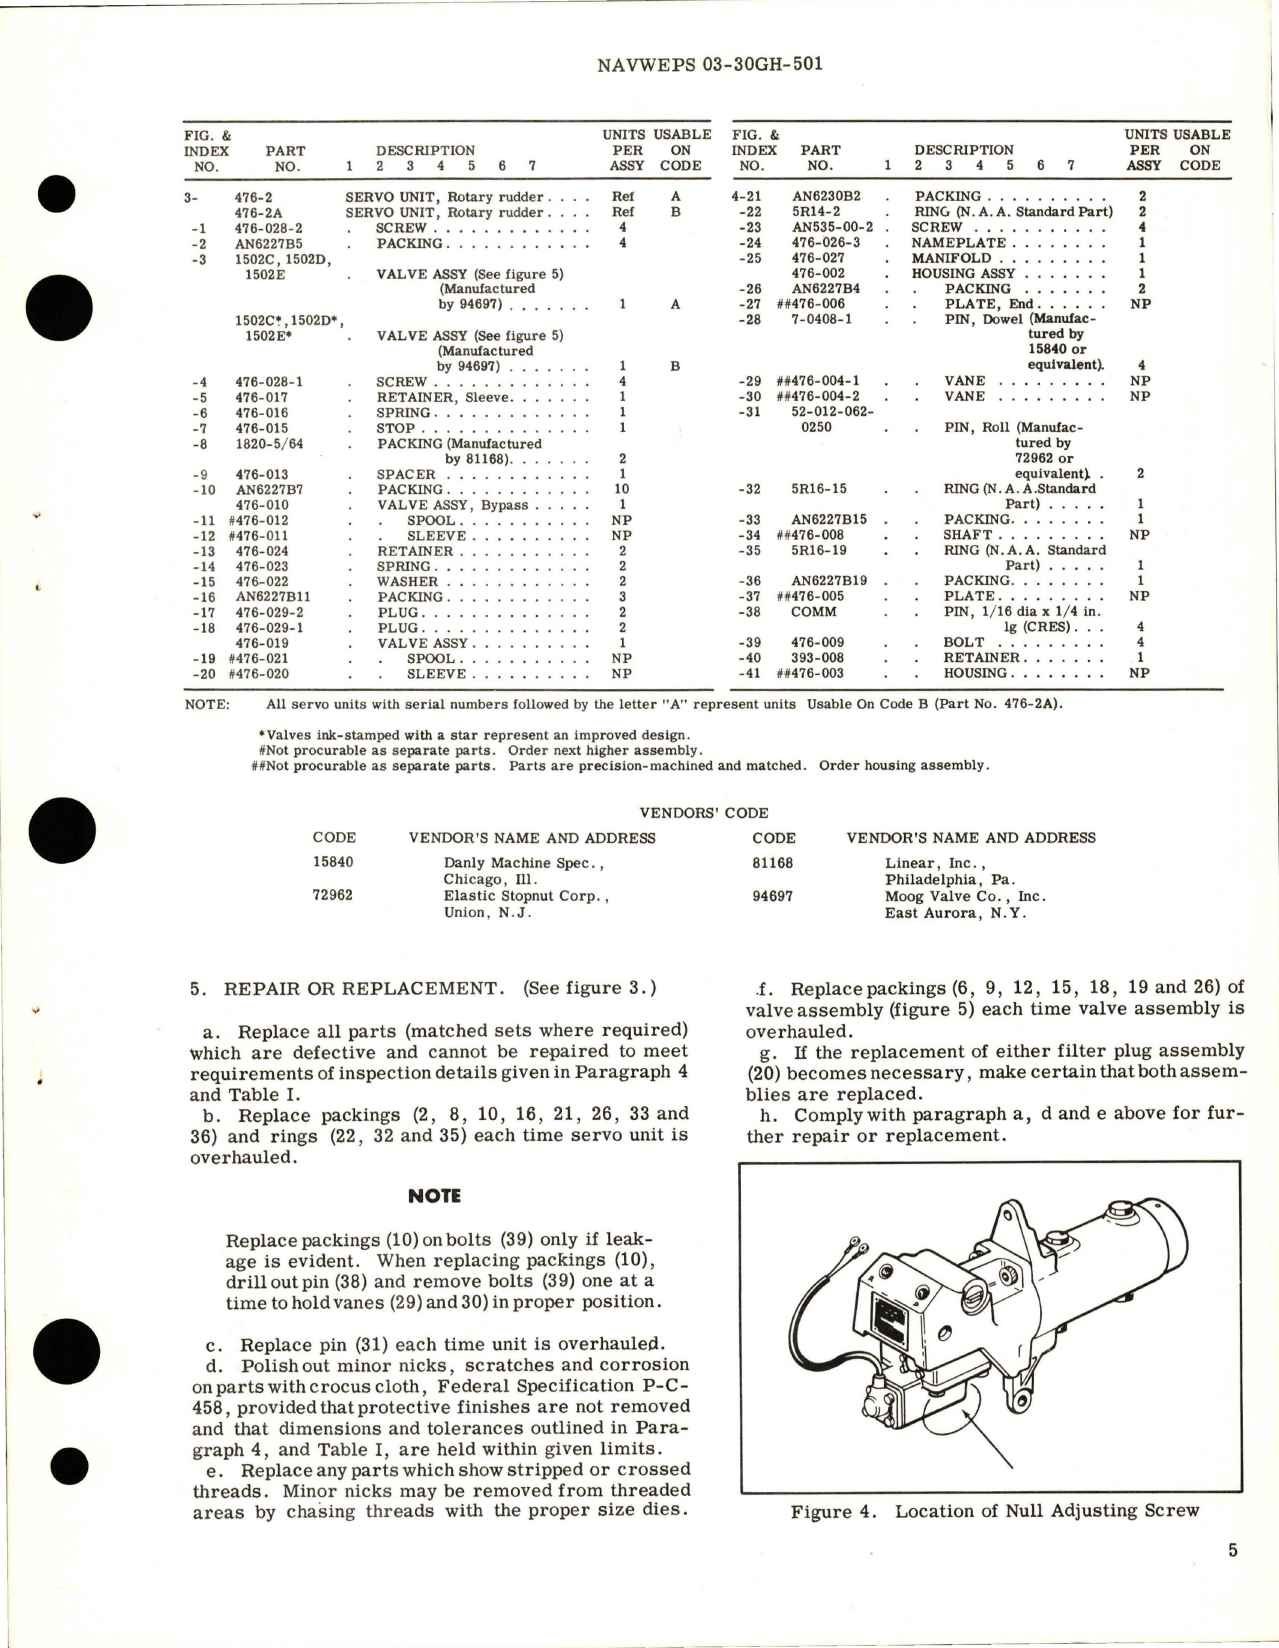 NAVWEPS 03-30GH-501
FIG. & INDEX NO. PART NO. DESCRIPTION 1 2 3 4 5 6 7 UNITS PER ASSY USABLE ON CODE
3- 476-2 SERVO UNIT, Rotary rudder . . . . Ref A
476-2A SERVO UNIT, Rotary rudder . . . . Ref B
-1 476-028-2 . SCREW . . . . . . . . . . . . . 4
-2 AN6227B5 . PACKING . . . . . . . . . . . . 4
-3 1502C, 1502D,
1502E . VALVE ASSY (See figure 5)
(Manufactured
by 94697) . . . . . . . 1 A
1502C*, 1502D*,
1502E* . VALVE ASSY (See figure 5)
(Manufactured
by 94697) . . . . . . . 1 B
-4 476-028-1 . SCREW . . . . . . . . . . . . . 4
-5 476-017 . RETAINER, Sleeve . . . . . . . 1
-6 476-016 . SPRING . . . . . . . . . . . . . 1
-7 476-015 . STOP . . . . . . . . . . . . . . 1
-8 1820-5/64 . PACKING (Manufactured
by 81168) . . . . . . . 2
-9 476-013 . SPACER . . . . . . . . . . . . 1
-10 AN6227B7 . PACKING . . . . . . . . . . . . 10
476-010 . VALVE ASSY, Bypass . . . . . 1
-11 #476-012 . . SPOOL . . . . . . . . . . . NP
-12 #476-011 . . SLEEVE . . . . . . . . . . NP
-13 476-024 . RETAINER . . . . . . . . . . . 2
-14 476-023 . SPRING . . . . . . . . . . . . . 2
-15 476-022 . WASHER . . . . . . . . . . . . 2
-16 AN6227B11 . PACKING . . . . . . . . . . . . 3
-17 476-029-2 . PLUG . . . . . . . . . . . . . . 2
-18 476-029-1 . PLUG . . . . . . . . . . . . . . 2
476-019 . VALVE ASSY . . . . . . . . . . 1
-19 #476-021 . . SPOOL . . . . . . . . . . . NP
-20 #476-020 . . SLEEVE . . . . . . . . . . NP
FIG. & INDEX NO. PART NO. DESCRIPTION 1 2 3 4 5 6 7 UNITS PER ASSY USABLE ON CODE
4-21 AN6230B2 . PACKING . . . . . . . . . . 2
-22 5R14-2 . RING (N.A.A. Standard Part) 2
-23 AN535-00-2 . SCREW . . . . . . . . . . . 4
-24 476-026-3 . NAMEPLATE . . . . . . . . 1
-25 476-027 . MANIFOLD . . . . . . . . . 1
476-002 . HOUSING ASSY . . . . . . . 1
-26 AN6227B4 . . PACKING . . . . . . . 2
-27 ##476-006 . . PLATE, End . . . . . . NP
-28 7-0408-1 . . PIN, Dowel (Manufac-
tured by
15840 or
equivalent). 4
-29 ##476-004-1 . . VANE . . . . . . . . . NP
-30 ##476-004-2 . . VANE . . . . . . . . . NP
-31 52-012-062-
0250 . . PIN, Roll (Manufac-
tured by
72962 or
equivalent) . . 2
-32 5R16-15 . . RING (N.A.A. Standard
Part) . . . . . 1
-33 AN6227B15 . . PACKING . . . . . . . . 1
-34 ##476-008 . . SHAFT . . . . . . . . . NP
-35 5R16-19 . . RING (N.A.A. Standard
Part) . . . . . 1
-36 AN6227B19 . . PACKING . . . . . . . . 1
-37 ##476-005 . . PLATE . . . . . . . . . NP
-38 COMM . . PIN, 1/16 dia x 1/4 in.
lg (CRES) . . . 4
-39 476-009 . . BOLT . . . . . . . . . 4
-40 393-008 . . RETAINER . . . . . . . 1
-41 ##476-003 . . HOUSING . . . . . . . . NP
NOTE: All servo units with serial numbers followed by the letter "A" represent units Usable On Code B (Part No. 476-2A).
*Valves ink-stamped with a star represent an improved design.
#Not procurable as separate parts. Order next higher assembly.
##Not procurable as separate parts. Parts are precision-machined and matched. Order housing assembly.
VENDORS' CODE
CODE VENDOR'S NAME AND ADDRESS CODE VENDOR'S NAME AND ADDRESS
15840 Danly Machine Spec., 81168 Linear, Inc.,
Chicago, Ill. Philadelphia, Pa.
72962 Elastic Stopnut Corp., 94697 Moog Valve Co., Inc.
Union, N.J. East Aurora, N.Y.
5. REPAIR OR REPLACEMENT. (See figure 3.)
a. Replace all parts (matched sets where required)
which are defective and cannot be repaired to meet
requirements of inspection details given in Paragraph 4
and Table I.
b. Replace packings (2, 8, 10, 16, 21, 26, 33 and
36) and rings (22, 32 and 35) each time servo unit is
overhauled.
NOTE
Replace packings (10) on bolts (39) only if leak-
age is evident. When replacing packings (10),
drill out pin (38) and remove bolts (39) one at a
time to hold vanes (29) and 30) in proper position.
c. Replace pin (31) each time unit is overhauled.
d. Polish out minor nicks, scratches and corrosion
on parts with crocus cloth, Federal Specification P-C-
458, provided that protective finishes are not removed
and that dimensions and tolerances outlined in Para-
graph 4, and Table I, are held within given limits.
e. Replace any parts which show stripped or crossed
threads. Minor nicks may be removed from threaded
areas by chasing threads with the proper size dies.
f. Replace packings (6, 9, 12, 15, 18, 19 and 26) of
valve assembly (figure 5) each time valve assembly is
overhauled.
g. If the replacement of either filter plug assembly
(20) becomes necessary, make certain that both assem-
blies are replaced.
h. Comply with paragraph a, d and e above for fur-
ther repair or replacement.
Figure 4. Location of Null Adjusting Screw
5